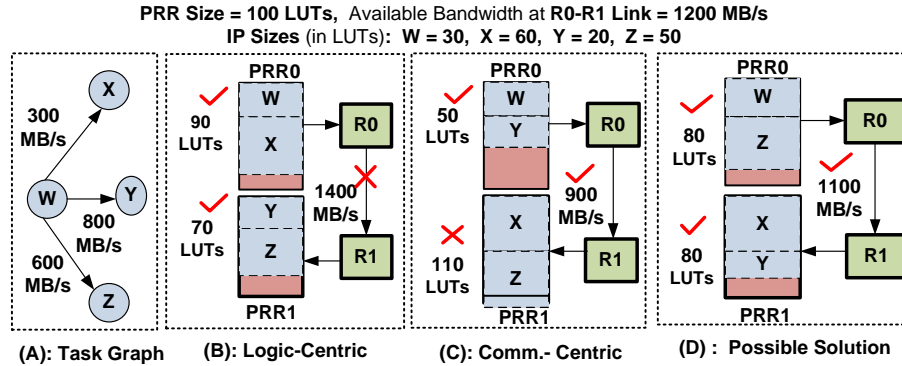 PRR Size = 100 LUTs, Available Bandwidth at R0-R1 Link = 1200 MB/s
IP Sizes (in LUTs): W = 30, X = 60, Y = 20, Z = 50
X
300
MB/s
W
Y
800
MB/s
600
MB/s
Z
(A): Task Graph
PRR0
W
90
LUTs
X
R0
1400
MB/s
Y
70
LUTs
Z
R1
PRR1
(B): Logic-Centric
PRR0
W
50
LUTs
Y
R0
900
MB/s
X
110
LUTs
Z
R1
PRR1
(C): Comm.- Centric
PRR0
W
80
LUTs
Z
R0
1100
MB/s
X
80
LUTs
Y
R1
PRR1
(D) : Possible Solution